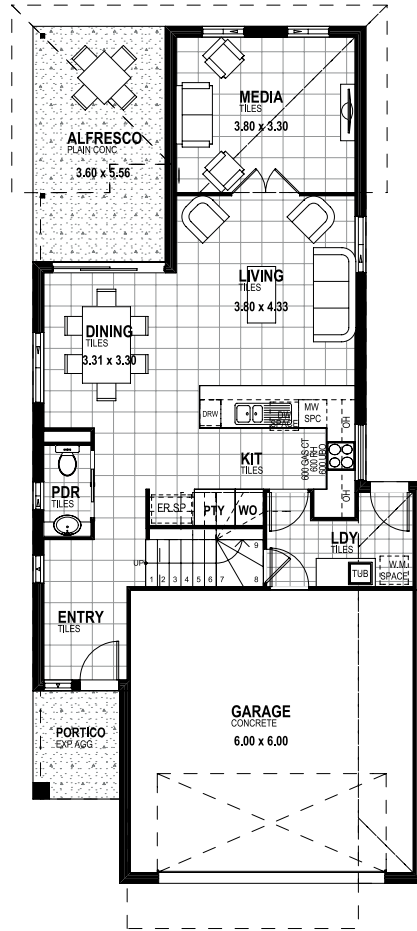 MEDIA
TILES
3.80 x 3.30
ALFRESCO
PLAIN CONC
3.60 x 5.56
LIVING
TILES
3.80 x 4.33
DINING
TILES
3.31 x 3.30
DRW
DW
SPACE
MW
SPC
OH
KIT
TILES
600 GAS CT
600 RH
600 UBO
OH
PDR
TILES
FR.SP.
PTY
WO
LDY
TILES
UP
1 2 3 4 5 6 7 8 9
TUB
W.M.
SPACE
ENTRY
TILES
PORTICO
EXP.AGG
GARAGE
CONCRETE
6.00 x 6.00